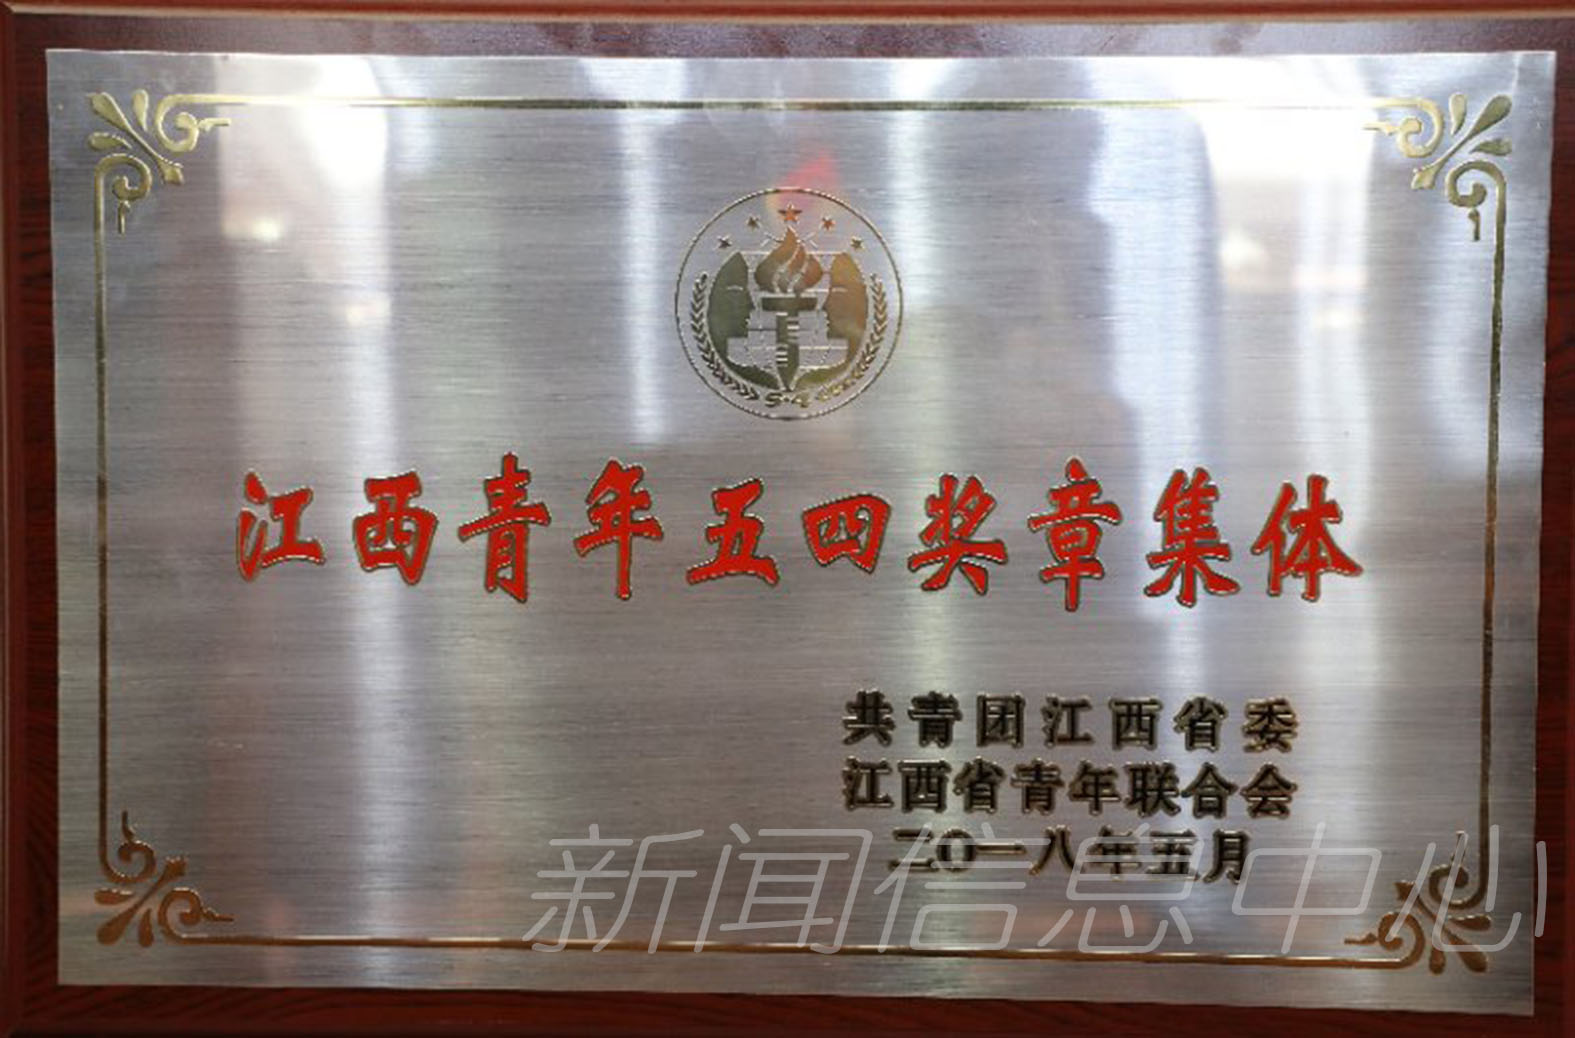 5·4
江西青年五四奖章集体
共青团江西省委
江西省青年联合会
二〇一八年五月
新闻信息中心